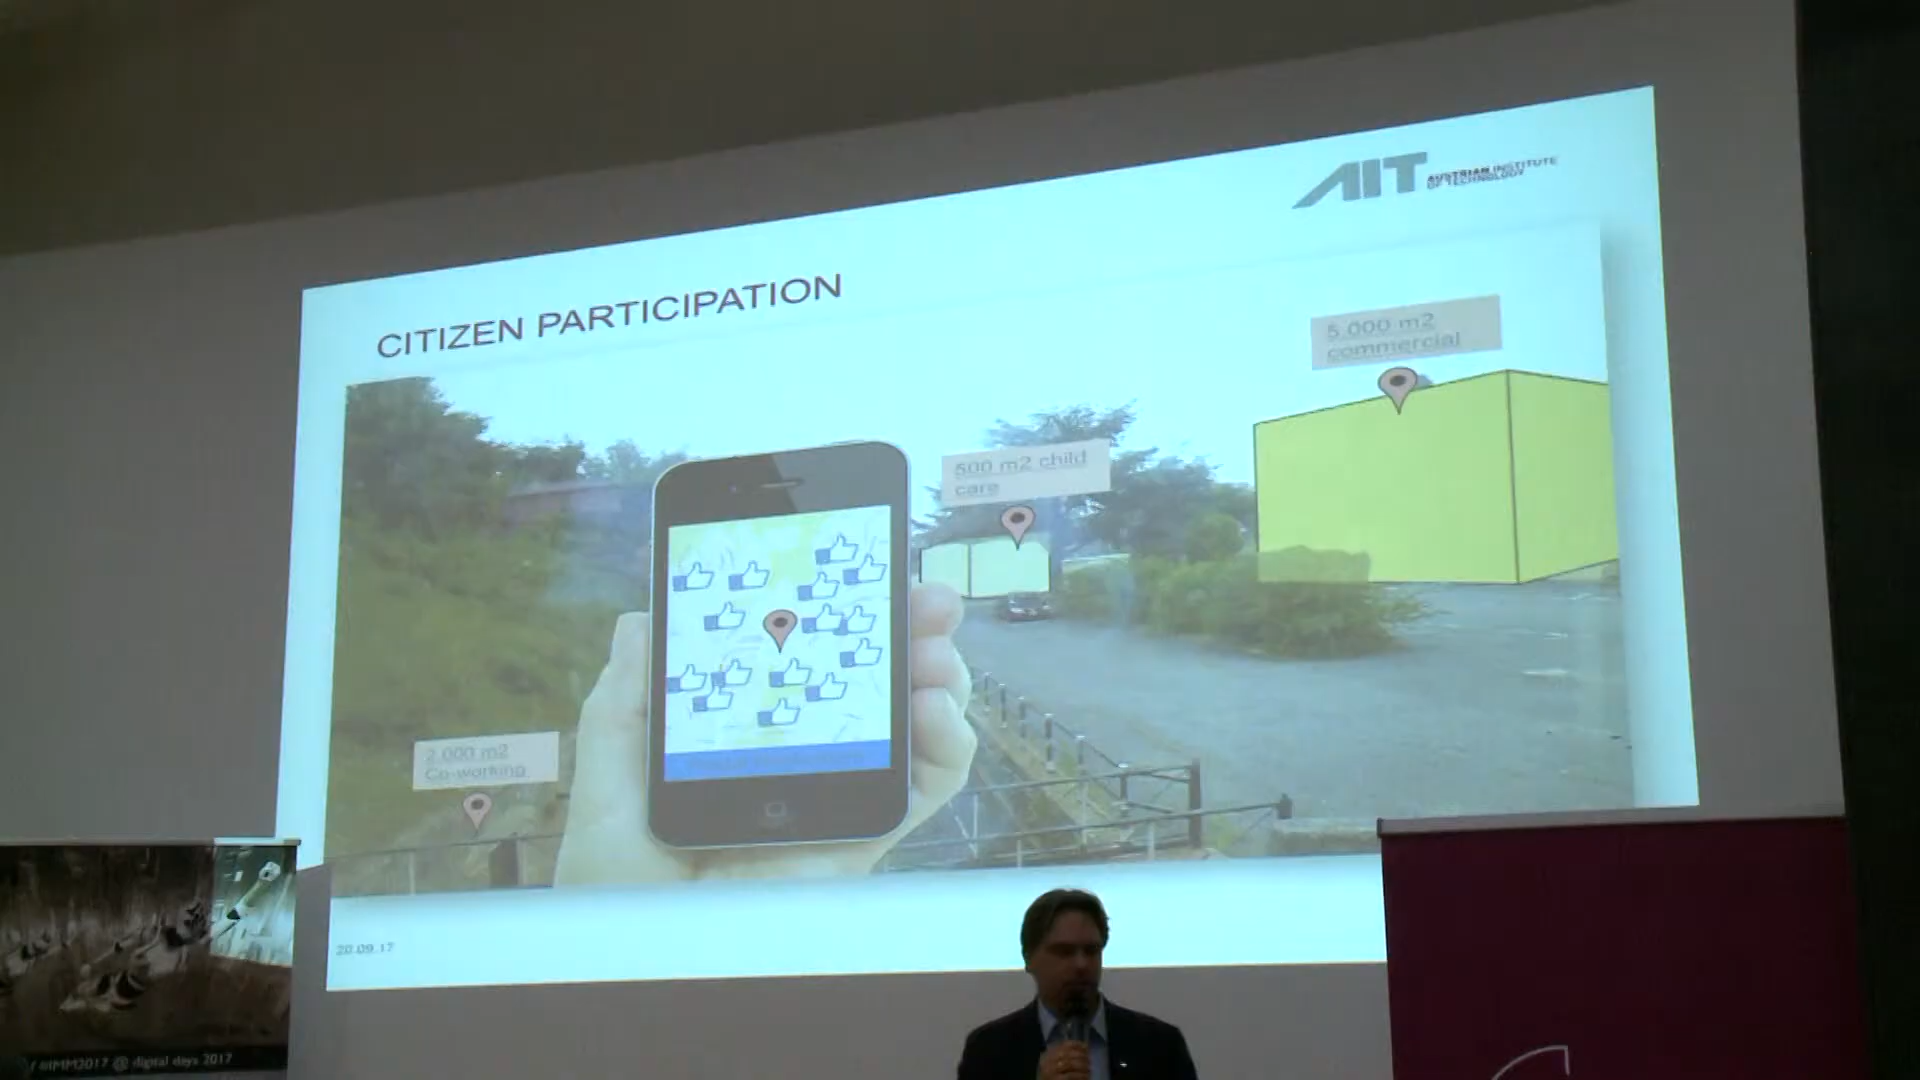 AIT AUSTRIAN INSTITUTE
OF TECHNOLOGY
CITIZEN PARTICIPATION
5.000 m2
commercial
500 m2 child
care
2.000 m2
Co-working
20.09.17
#IMM2017 @ digital days 2017